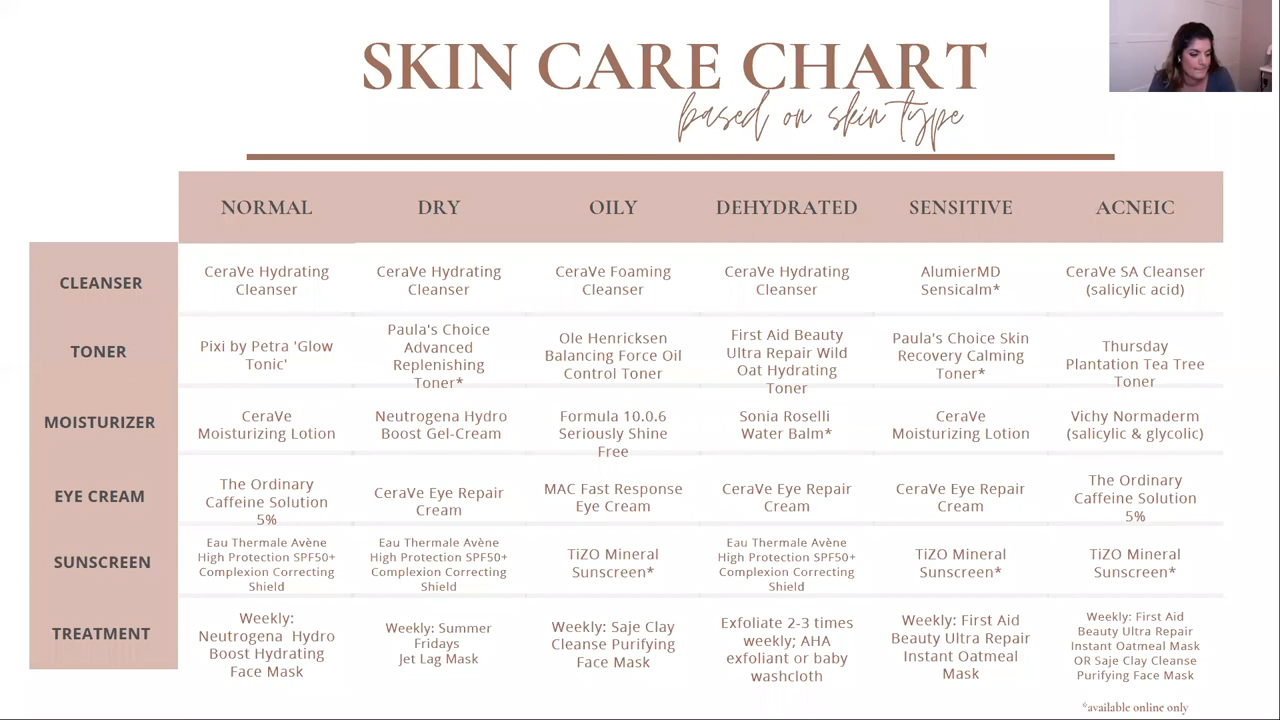 SKIN CARE CHART
based on skin type
NORMAL
DRY
OILY
DEHYDRATED
SENSITIVE
ACNEIC
CLEANSER
CeraVe Hydrating
Cleanser
CeraVe Hydrating
Cleanser
CeraVe Foaming
Cleanser
CeraVe Hydrating
Cleanser
AlumierMD
Sensicalm*
CeraVe SA Cleanser
(salicylic acid)
TONER
Pixi by Petra 'Glow
Tonic'
Paula's Choice
Advanced
Replenishing
Toner*
Ole Henricksen
Balancing Force Oil
Control Toner
First Aid Beauty
Ultra Repair Wild
Oat Hydrating
Toner
Paula's Choice Skin
Recovery Calming
Toner*
Thursday
Plantation Tea Tree
Toner
MOISTURIZER
CeraVe
Moisturizing Lotion
Neutrogena Hydro
Boost Gel-Cream
Formula 10.0.6
Seriously Shine
Free
Sonia Roselli
Water Balm*
CeraVe
Moisturizing Lotion
Vichy Normaderm
(salicylic & glycolic)
EYE CREAM
The Ordinary
Caffeine Solution
5%
CeraVe Eye Repair
Cream
MAC Fast Response
Eye Cream
CeraVe Eye Repair
Cream
CeraVe Eye Repair
Cream
The Ordinary
Caffeine Solution
5%
SUNSCREEN
Eau Thermale Avène
High Protection SPF50+
Complexion Correcting
Shield
Eau Thermale Avène
High Protection SPF50+
Complexion Correcting
Shield
TiZO Mineral
Sunscreen*
Eau Thermale Avène
High Protection SPF50+
Complexion Correcting
Shield
TiZO Mineral
Sunscreen*
TiZO Mineral
Sunscreen*
TREATMENT
Weekly:
Neutrogena Hydro
Boost Hydrating
Face Mask
Weekly: Summer
Fridays
Jet Lag Mask
Weekly: Saje Clay
Cleanse Purifying
Face Mask
Exfoliate 2-3 times
weekly; AHA
exfoliant or baby
washcloth
Weekly: First Aid
Beauty Ultra Repair
Instant Oatmeal
Mask
Weekly: First Aid
Beauty Ultra Repair
Instant Oatmeal Mask
OR Saje Clay Cleanse
Purifying Face Mask
*available online only